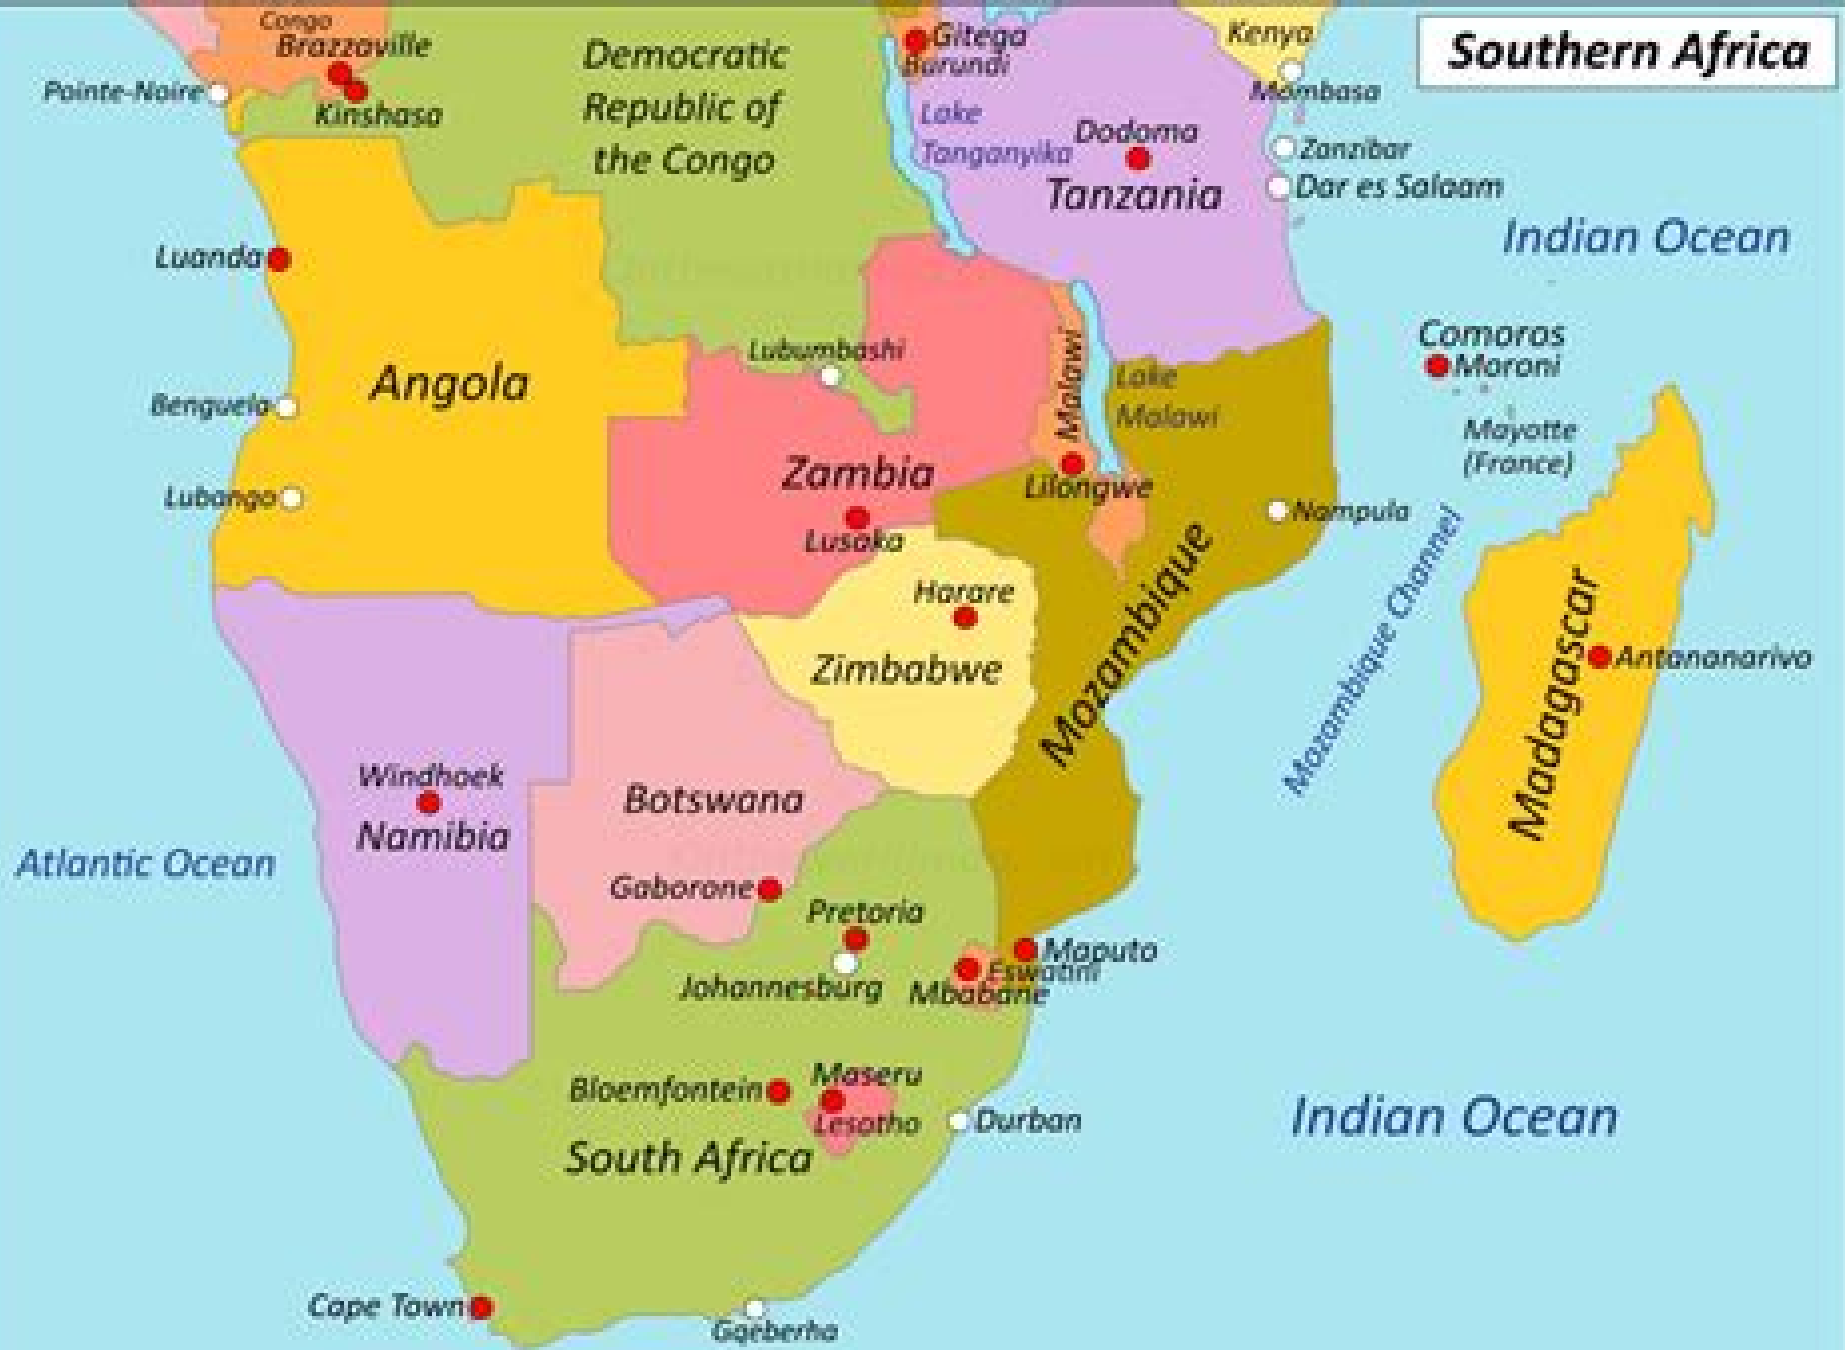 Congo
Brazzaville
Pointe-Noire
Kinshasa
Democratic
Republic of
the Congo
Gitega
Burundi
Kenya
Southern Africa
Mombasa
Lake
Tanganyika
Dodoma
Tanzania
Zanzibar
Dar es Salaam
Indian Ocean
Luanda
Angola
Benguela
Lubango
Lubumbashi
Zambia
Lusaka
Malawi
Lilongwe
Lake
Malawi
Comoros
Moroni
Mayotte
(France)
Nampula
Mozambique Channel
Mozambique
Harare
Zimbabwe
Madagascar
Antananarivo
Windhoek
Namibia
Botswana
Atlantic Ocean
Gaborone
Pretoria
Johannesburg
Maputo
Eswatini
Mbabane
Bloemfontein
Maseru
Lesotho
South Africa
Durban
Indian Ocean
Cape Town
Gqeberha